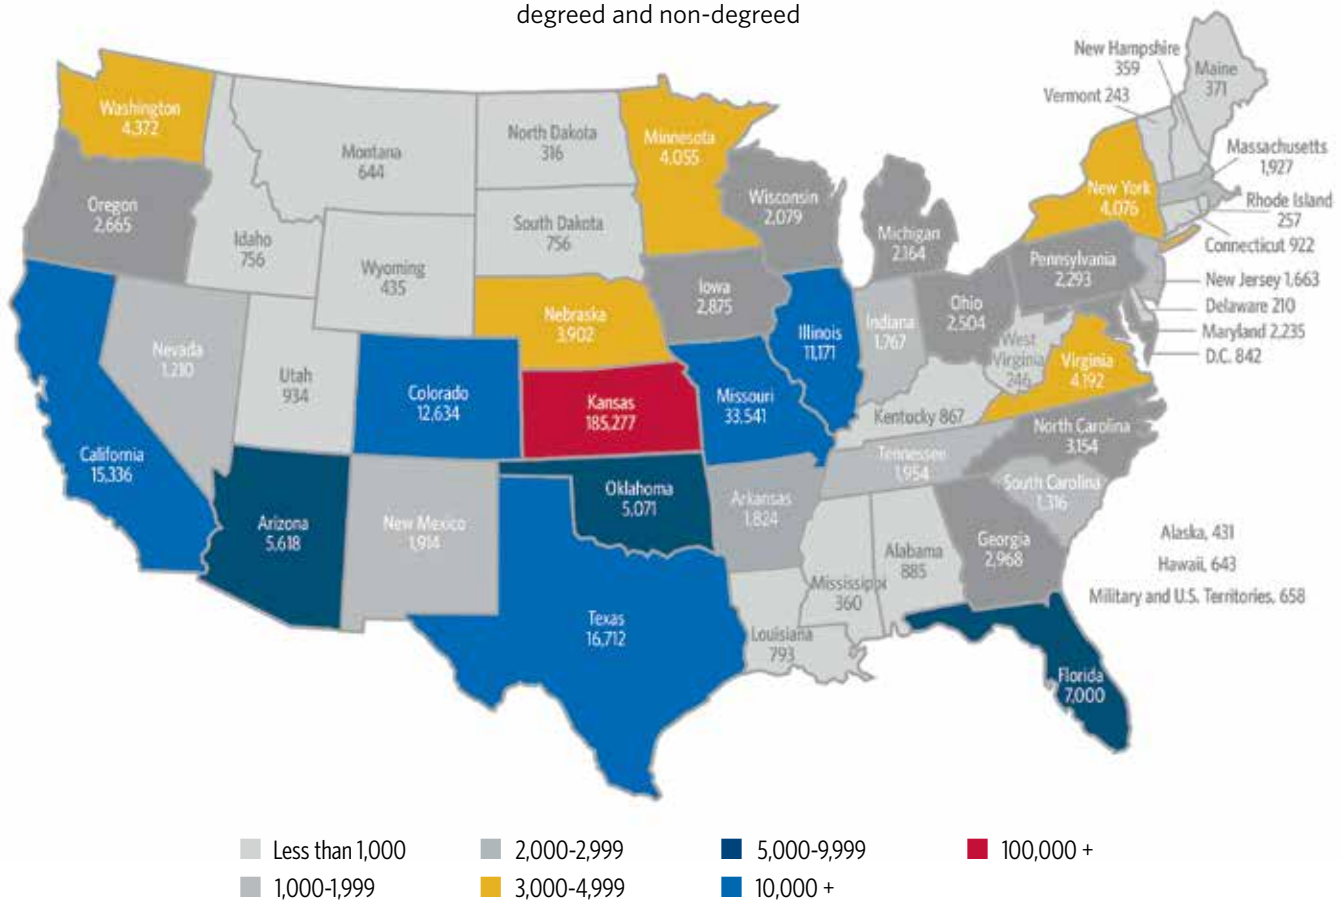 degreed and non-degreed
New Hampshire
359
Maine
371
Vermont 243
Washington
4,372
Montana
644
North Dakota
316
Minnesota
4,055
Massachusetts
1,927
Oregon
2,665
Idaho
756
Wyoming
435
South Dakota
756
Wisconsin
2,079
Michigan
2164
New York
4,076
Rhode Island
257
Connecticut 922
Pennsylvania
2,293
New Jersey 1,663
Delaware 210
Maryland 2,235
D.C. 842
Nevada
1,210
Utah
934
Colorado
12,634
Nebraska
3,902
Iowa
2,875
Illinois
11,171
Indiana
1,767
Ohio
2,504
West
Virginia
246
Virginia
4,192
California
15,336
Kansas
185,277
Missouri
33,541
Kentucky 867
North Carolina
3,154
Tennessee
1,954
South Carolina
1,316
Arizona
5,618
New Mexico
1,914
Oklahoma
5,071
Arkansas
1,824
Georgia
2,968
Alabama
885
Mississippi
360
Texas
16,712
Louisiana
793
Florida
7,000
Alaska, 431
Hawaii, 643
Military and U.S. Territories, 658
Less than 1,000
1,000-1,999
2,000-2,999
3,000-4,999
5,000-9,999
10,000 +
100,000 +